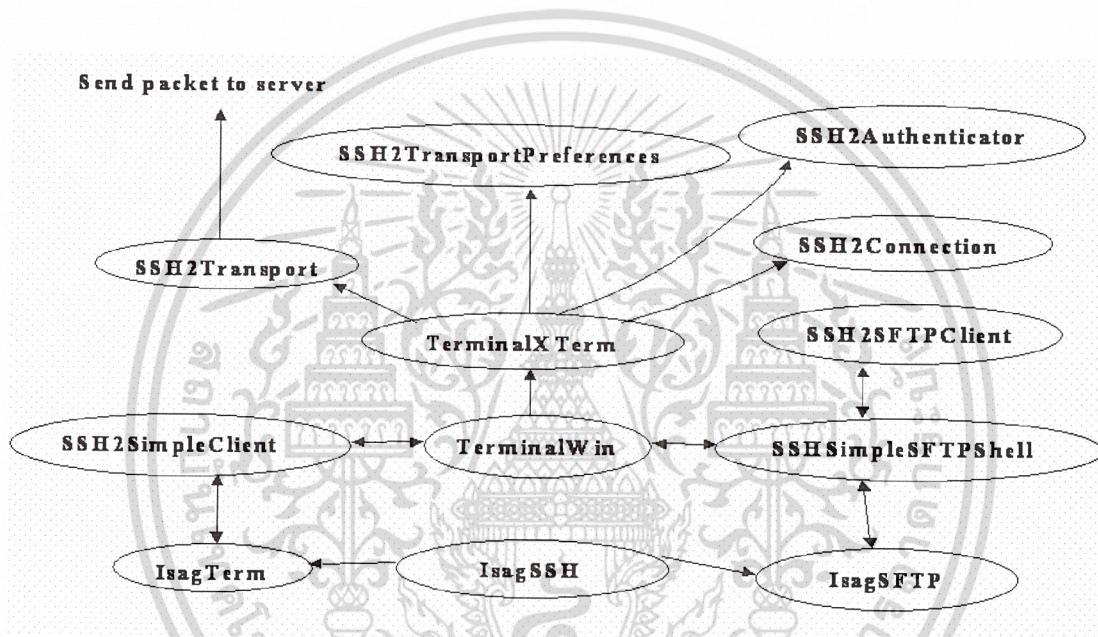 Send packet to server
SSH2TransportPreferences
SSH2Authenticator
SSH2Transport
SSH2Connection
TerminalXTerm
SSH2SFTPClient
SSH2SimpleClient
TerminalWin
SSHSimpleSFTPShell
IsagTerm
IsagSSH
IsagSFTP